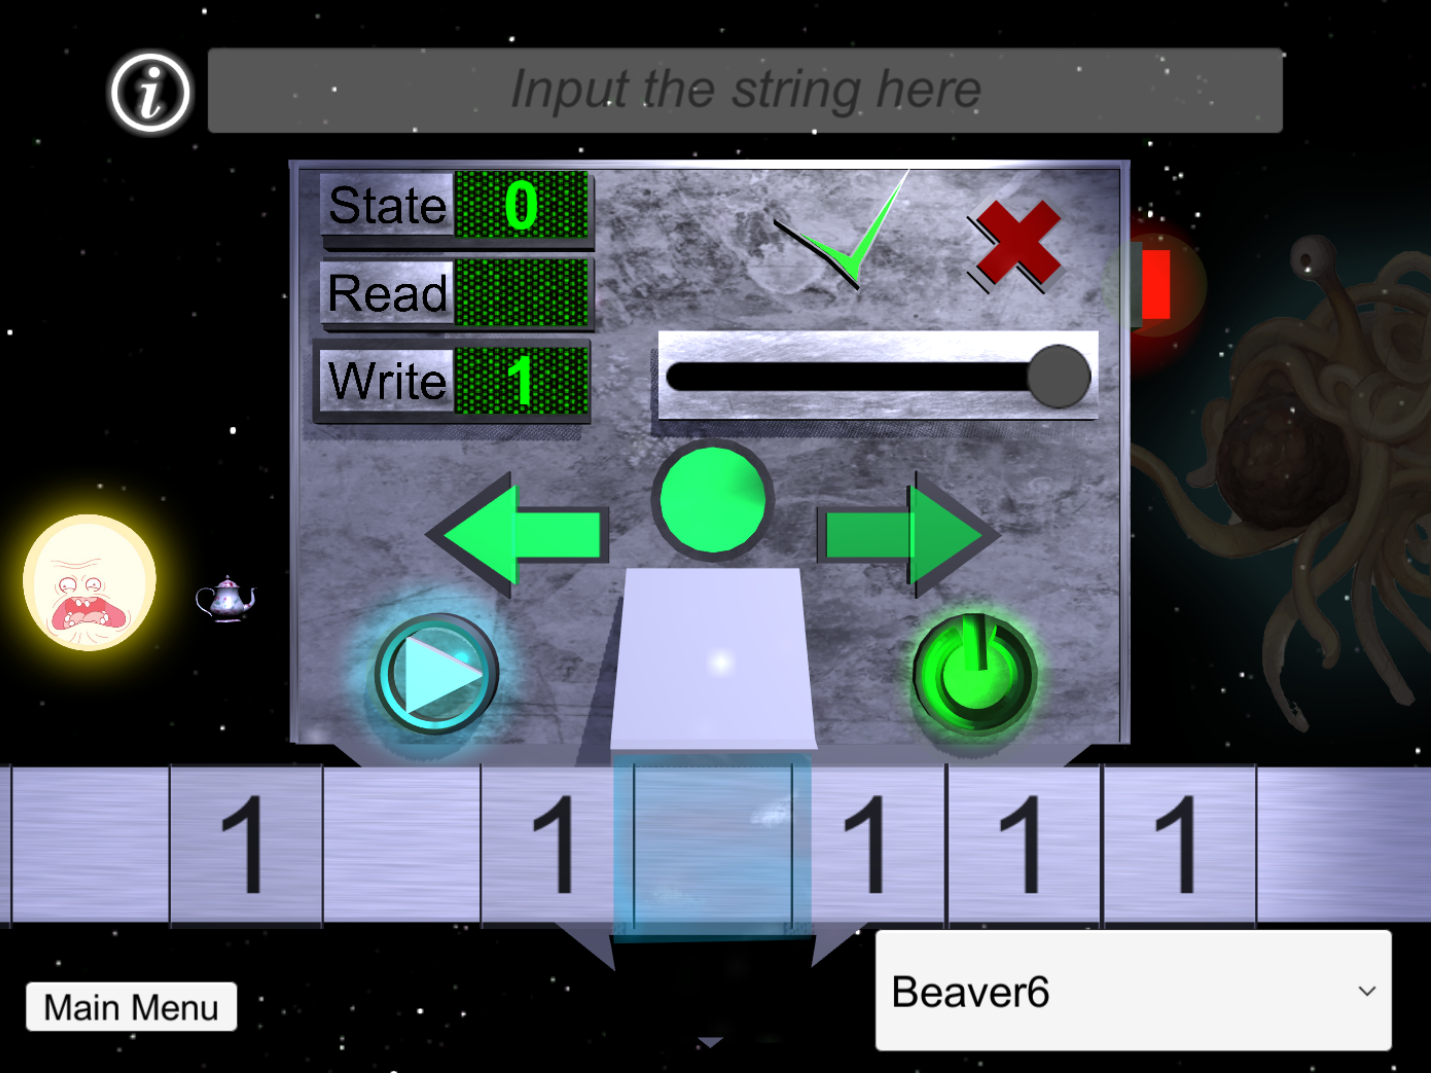 i
Input the string here
State 0
Read
Write 1
1 1 1 1 1
Main Menu
Beaver6